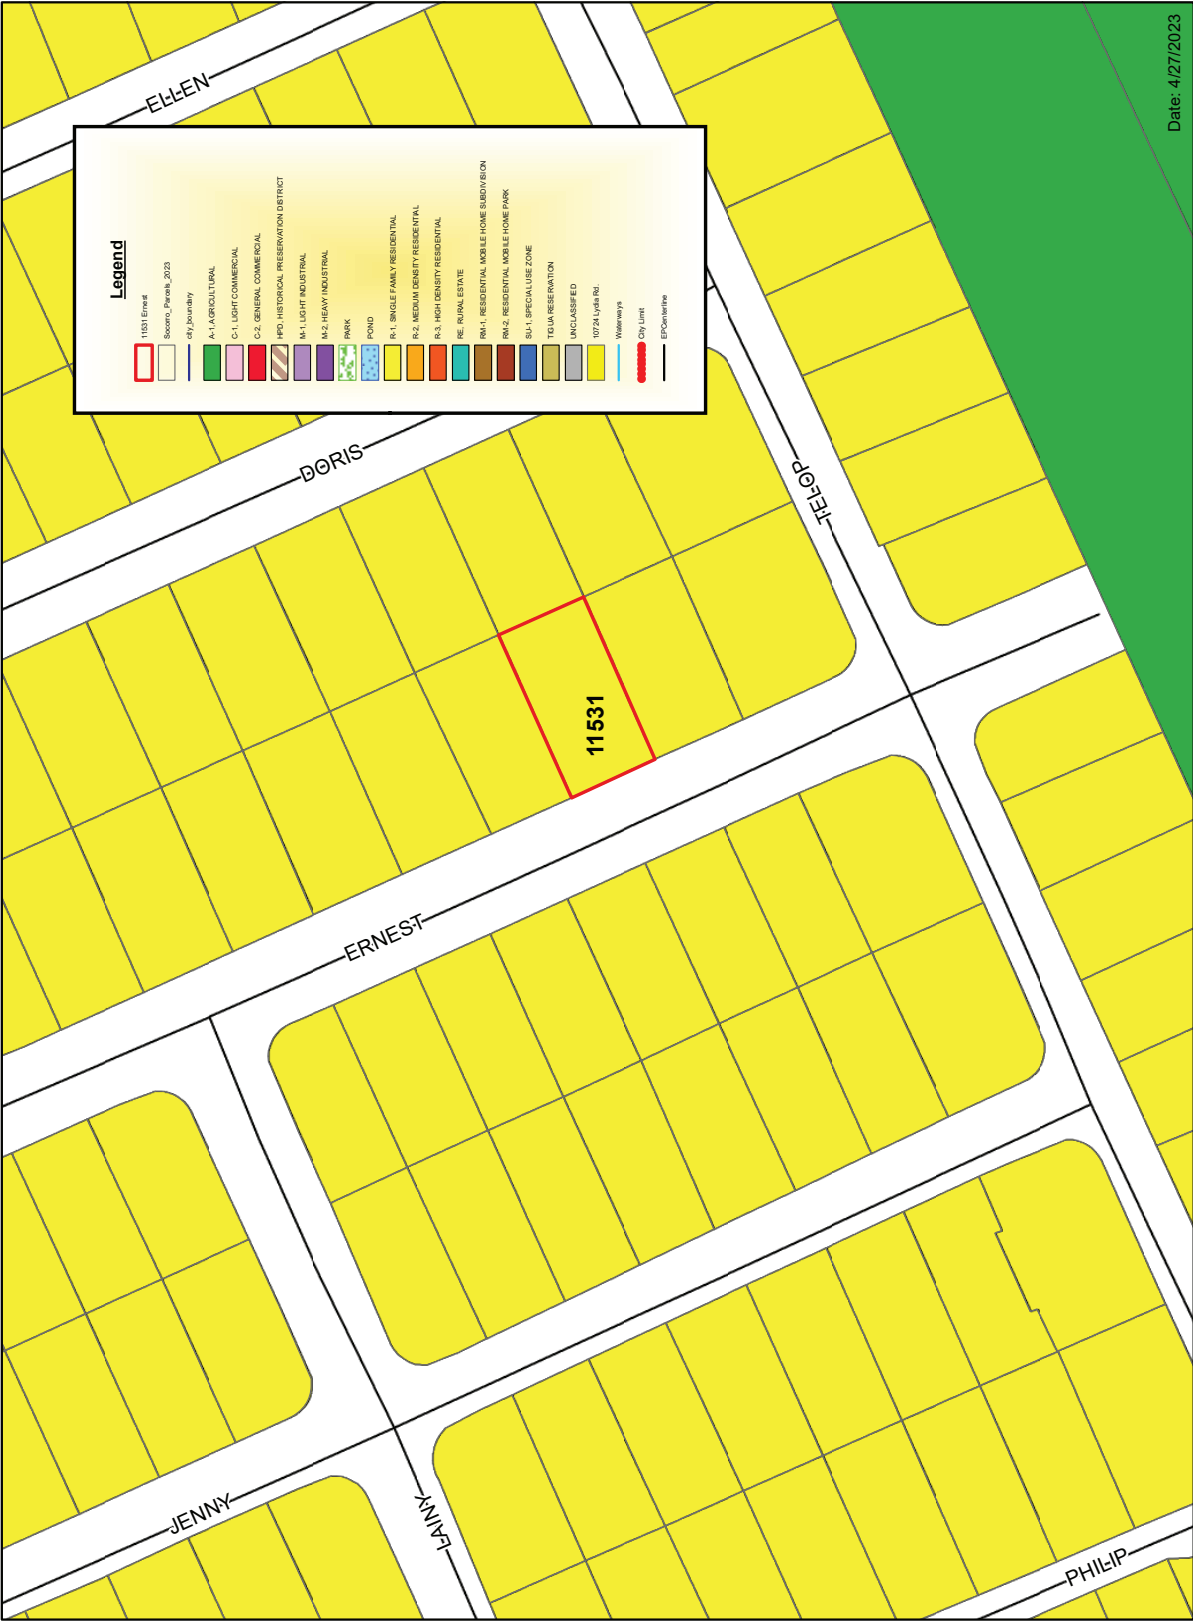 ELLEN
Legend
11531 Ernest
Socorro_Parcels_2023
city_boundary
A-1, AGRICULTURAL
C-1, LIGHT COMMERCIAL
C-2, GENERAL COMMERCIAL
HPD, HISTORICAL PRESERVATION DISTRICT
M-1, LIGHT INDUSTRIAL
M-2, HEAVY INDUSTRIAL
PARK
POND
R-1, SINGLE FAMILY RESIDENTIAL
R-2, MEDIUM DENSITY RESIDENTIAL
R-3, HIGH DENSITY RESIDENTIAL
RE, RURAL ESTATE
RM-1, RESIDENTIAL MOBILE HOME SUBDIVISION
RM-2, RESIDENTIAL MOBILE HOME PARK
SU-1, SPECIAL USE ZONE
TIGUA RESERVATION
UNCLASSIFIED
10724 Lydia Rd.
Waterways
City Limit
EPCenterline
Date: 4/27/2023
DORIS
TELOP
11531
ERNEST
JENNY
LAINY
PHILIP